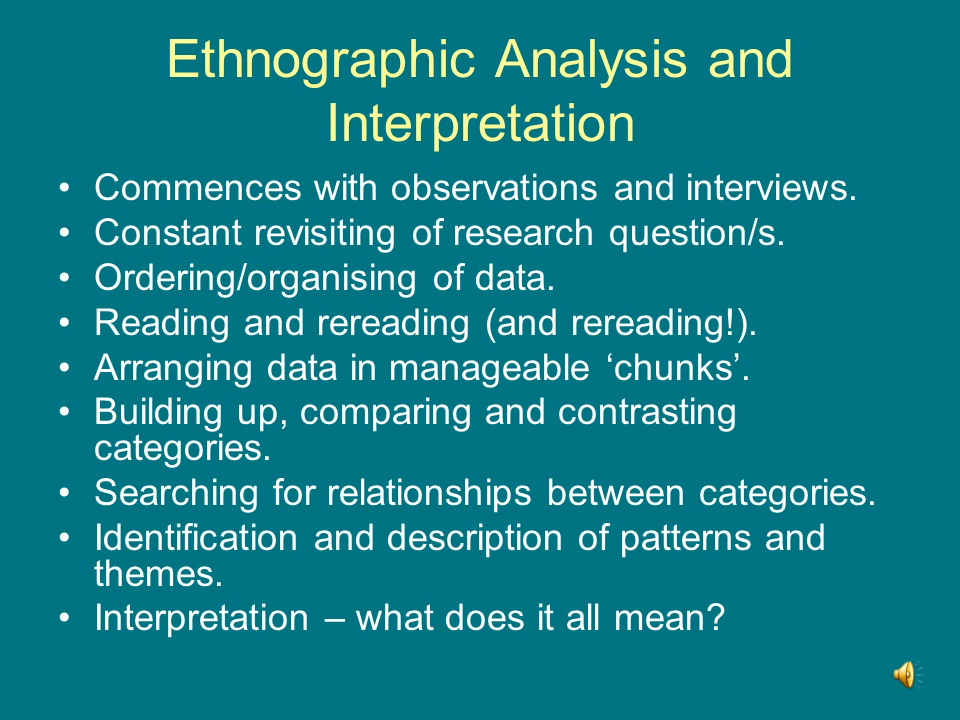 Ethnographic Analysis and
Interpretation
• Commences with observations and interviews.
• Constant revisiting of research question/s.
• Ordering/organising of data.
• Reading and rereading (and rereading!).
• Arranging data in manageable ‘chunks’.
• Building up, comparing and contrasting
categories.
• Searching for relationships between categories.
• Identification and description of patterns and
themes.
• Interpretation – what does it all mean?